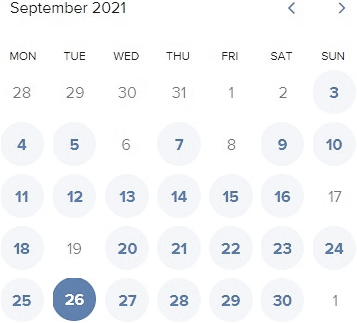 September 2021
MON TUE WED THU FRI SAT SUN
28 29 30 31 1 2 3
4 5 6 7 8 9 10
11 12 13 14 15 16 17
18 19 20 21 22 23 24
25 26 27 28 29 30 1